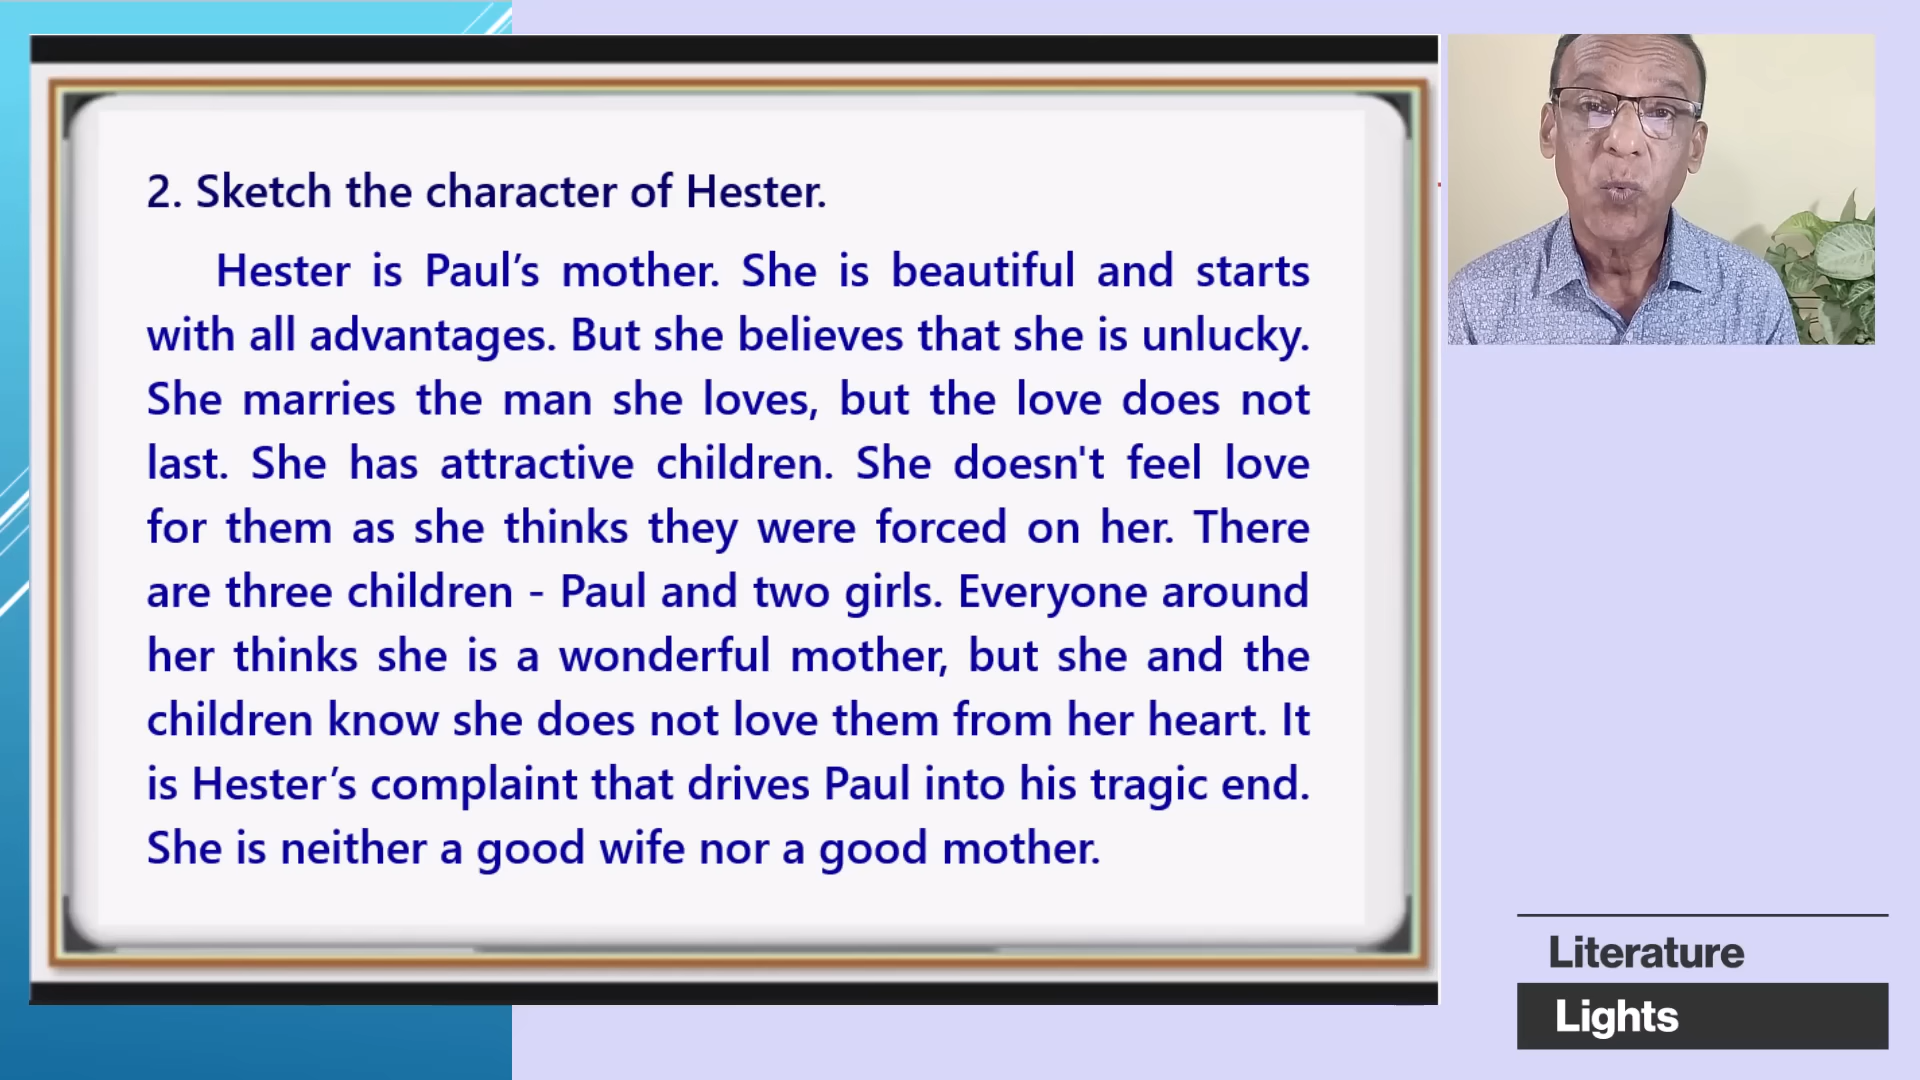 2. Sketch the character of Hester.
Hester is Paul’s mother. She is beautiful and starts
with all advantages. But she believes that she is unlucky.
She marries the man she loves, but the love does not
last. She has attractive children. She doesn't feel love
for them as she thinks they were forced on her. There
are three children - Paul and two girls. Everyone around
her thinks she is a wonderful mother, but she and the
children know she does not love them from her heart. It
is Hester’s complaint that drives Paul into his tragic end.
She is neither a good wife nor a good mother.
Literature
Lights